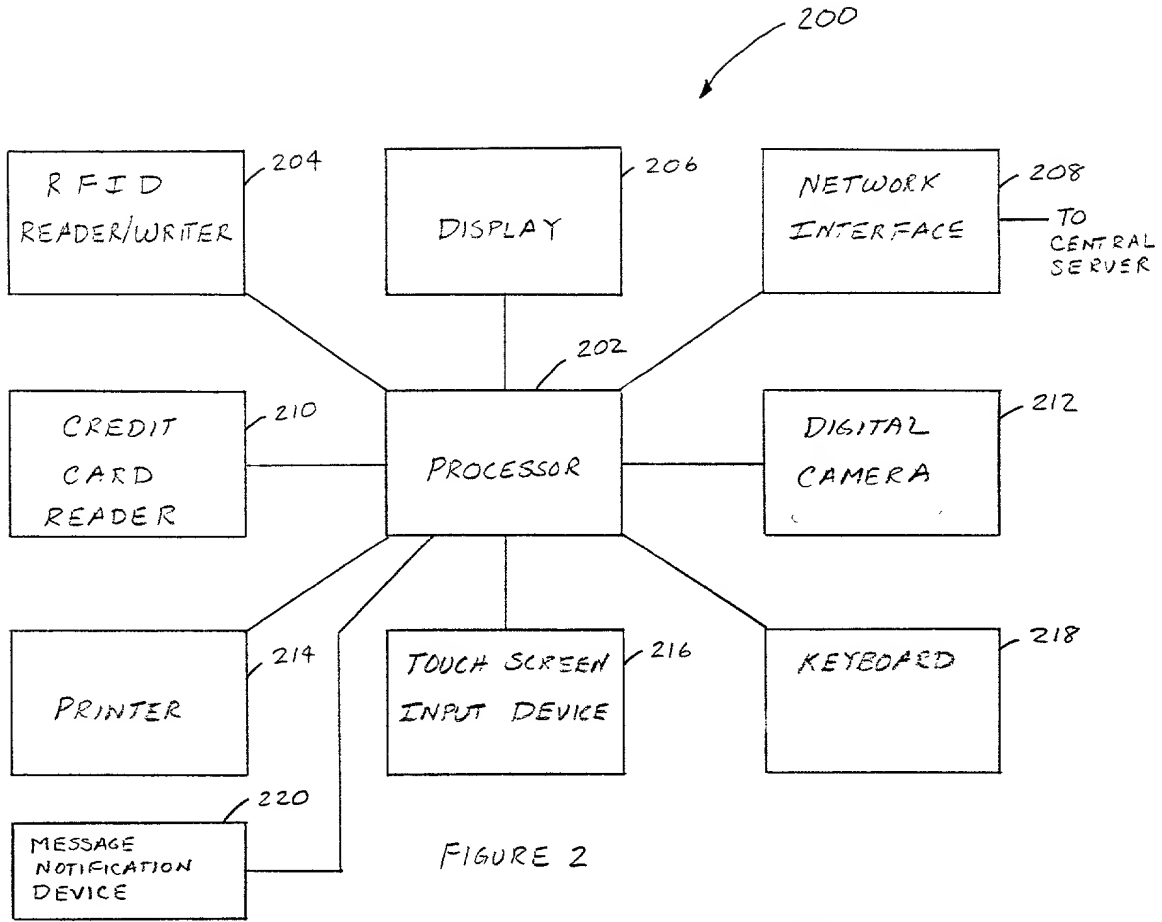 200
RFID
READER/WRITER
204
DISPLAY
206
NETWORK
INTERFACE
208
TO
CENTRAL
SERVER
CREDIT
CARD
READER
210
PROCESSOR
202
DIGITAL
CAMERA
212
PRINTER
214
TOUCH SCREEN
INPUT DEVICE
216
KEYBOARD
218
MESSAGE
NOTIFICATION
DEVICE
220
FIGURE 2